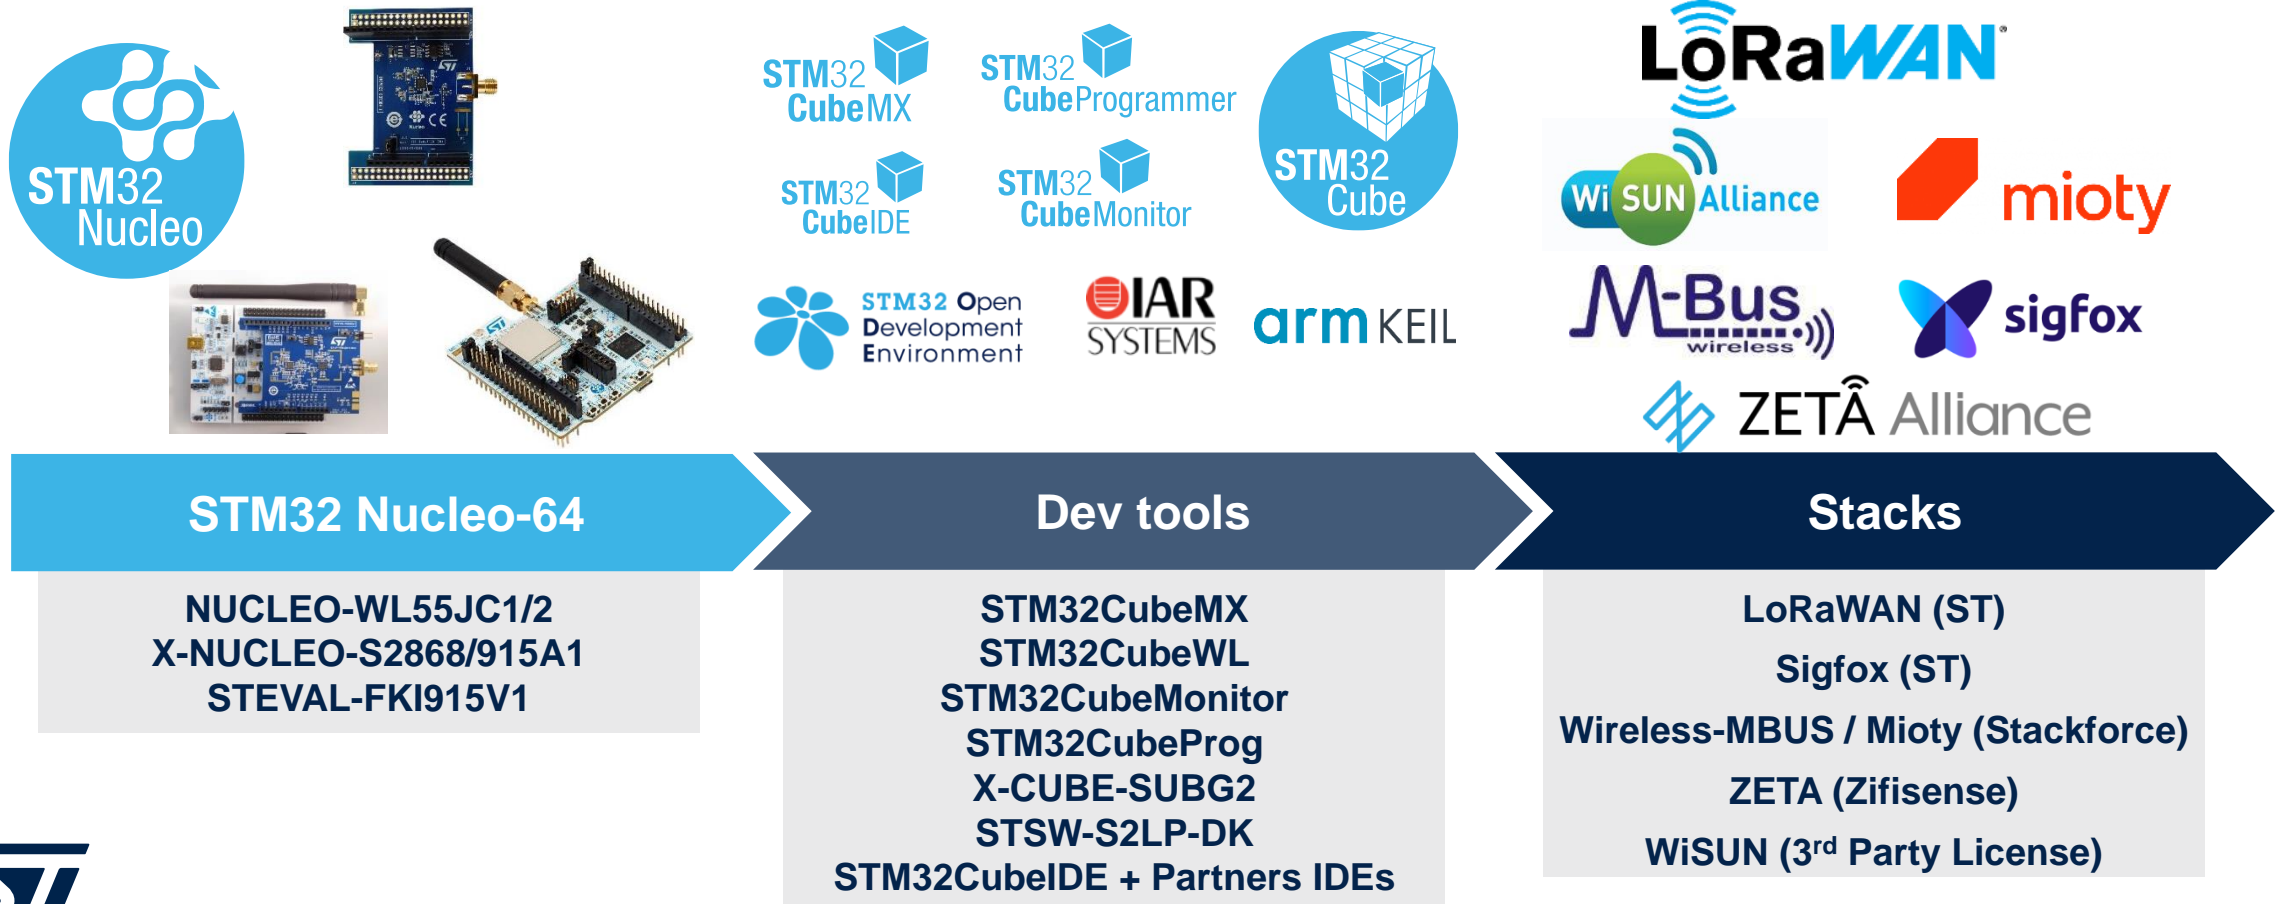 STM32
Nucleo
STM32
CubeMX
STM32
CubeProgrammer
STM32
CubeIDE
STM32
CubeMonitor
STM32
Cube
STM32 Open
Development
Environment
IAR
SYSTEMS
arm KEIL
LoRaWAN
Wi SUN Alliance
mioty
M-Bus
wireless
sigfox
ZETA Alliance
STM32 Nucleo-64
NUCLEO-WL55JC1/2
X-NUCLEO-S2868/915A1
STEVAL-FKI915V1
Dev tools
STM32CubeMX
STM32CubeWL
STM32CubeMonitor
STM32CubeProg
X-CUBE-SUBG2
STSW-S2LP-DK
STM32CubeIDE + Partners IDEs
Stacks
LoRaWAN (ST)
Sigfox (ST)
Wireless-MBUS / Mioty (Stackforce)
ZETA (Zifisense)
WiSUN (3rd Party License)